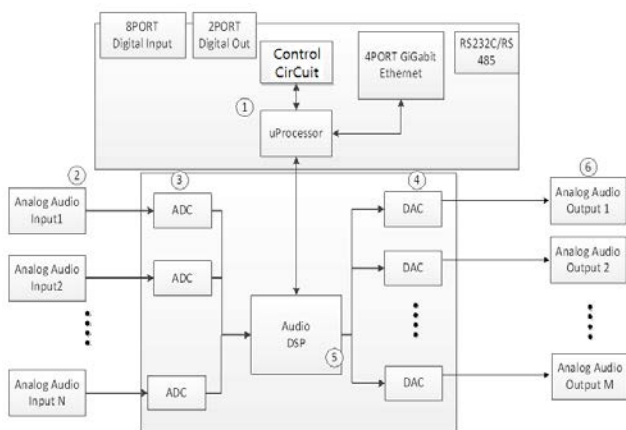 8PORT
Digital Input
2PORT
Digital Out
Control
CirCuit
4PORT GiGabit
Ethernet
RS232C/RS
485
1
uProcessor
2
3
4
6
Analog Audio
Input1
ADC
DAC
Analog Audio
Output 1
Analog Audio
Input2
ADC
DAC
Analog Audio
Output 2
Audio
DSP
5
Analog Audio
Input N
ADC
DAC
Analog Audio
Output M